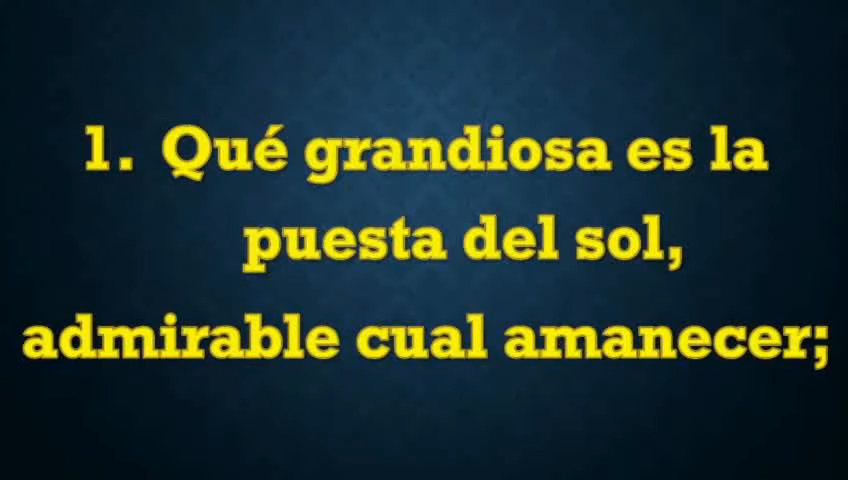 1. Qué grandiosa es la
puesta del sol,
admirable cual amanecer;